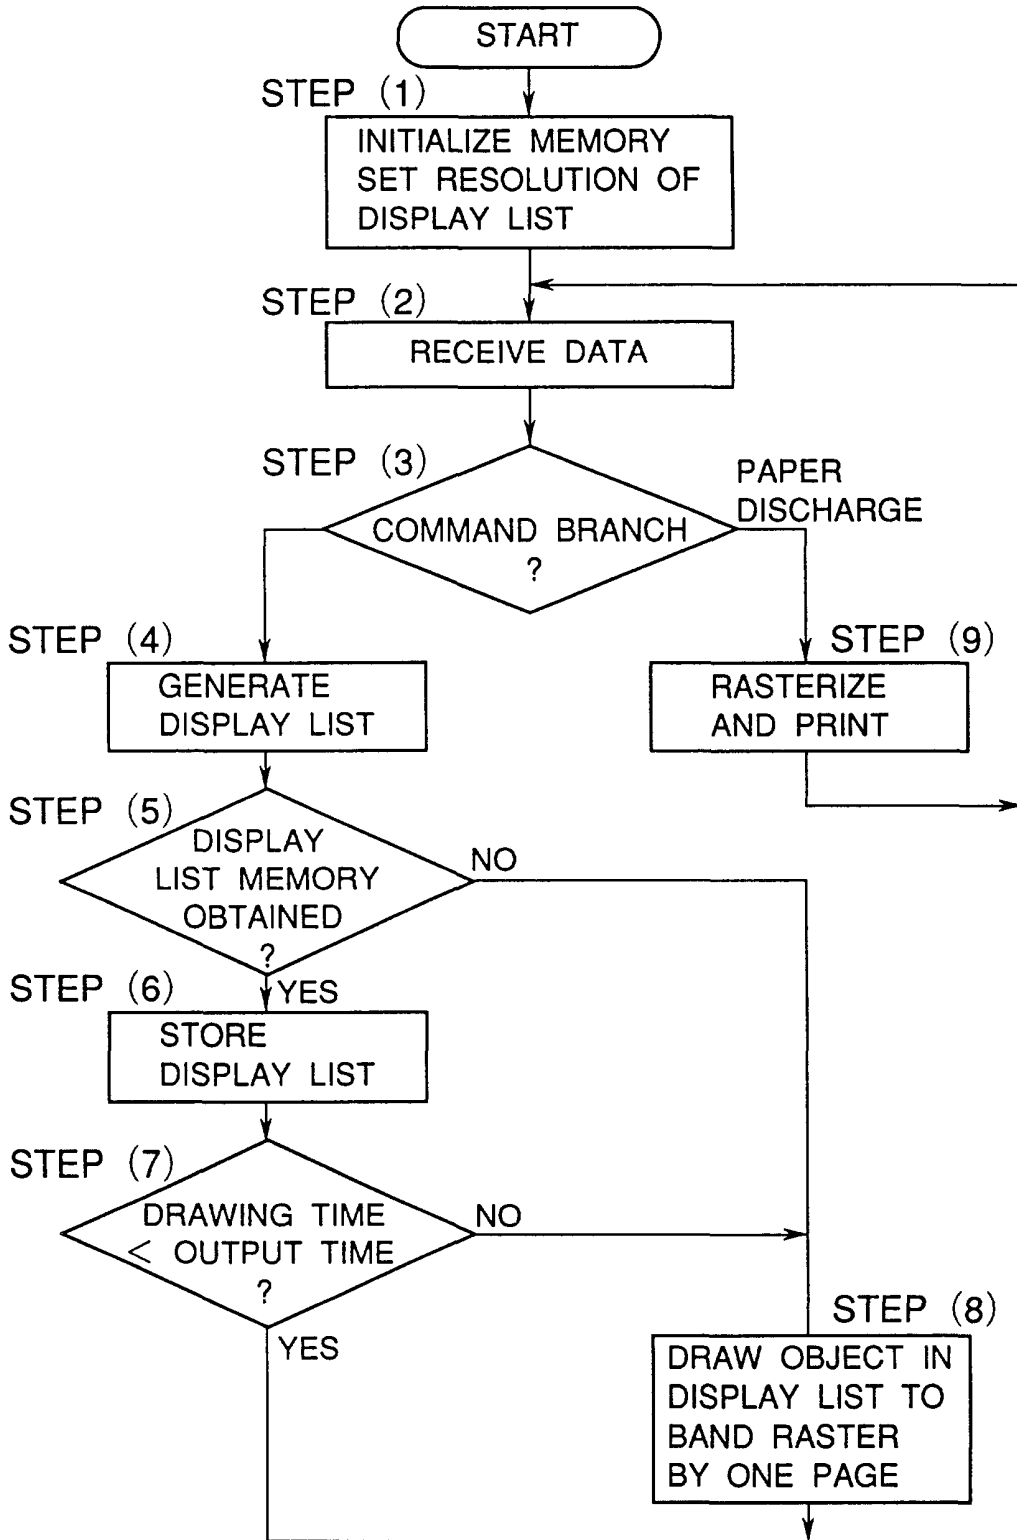 START
STEP (1)
INITIALIZE MEMORY
SET RESOLUTION OF
DISPLAY LIST
STEP (2)
RECEIVE DATA
STEP (3)
COMMAND BRANCH
?
PAPER
DISCHARGE
STEP (4)
GENERATE
DISPLAY LIST
STEP (9)
RASTERIZE
AND PRINT
STEP (5)
DISPLAY
LIST MEMORY
OBTAINED
?
NO
YES
STEP (6)
STORE
DISPLAY LIST
STEP (7)
DRAWING TIME
< OUTPUT TIME
?
NO
YES
STEP (8)
DRAW OBJECT IN
DISPLAY LIST TO
BAND RASTER
BY ONE PAGE